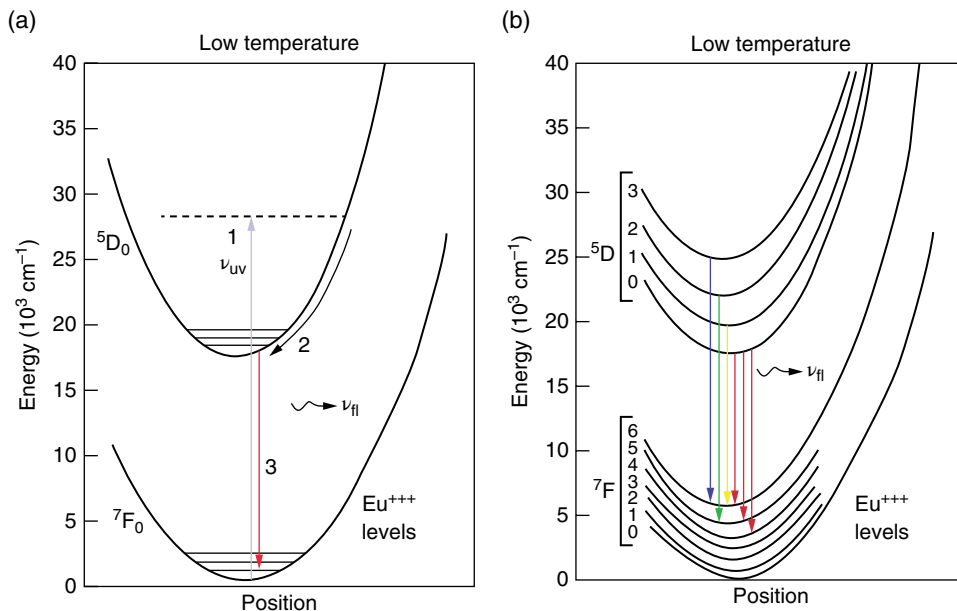 (a)
Low temperature
40
35
30
25
20
15
10
5
0
Energy (10³ cm⁻¹)
⁵D₀
1
ν_uv
2
ν_fl
3
⁷F₀
Eu⁺⁺⁺
levels
Position
(b)
Low temperature
40
35
30
25
20
15
10
5
0
Energy (10³ cm⁻¹)
3
2
⁵D
1
0
ν_fl
6
5
4
3
⁷F
2
1
0
Eu⁺⁺⁺
levels
Position